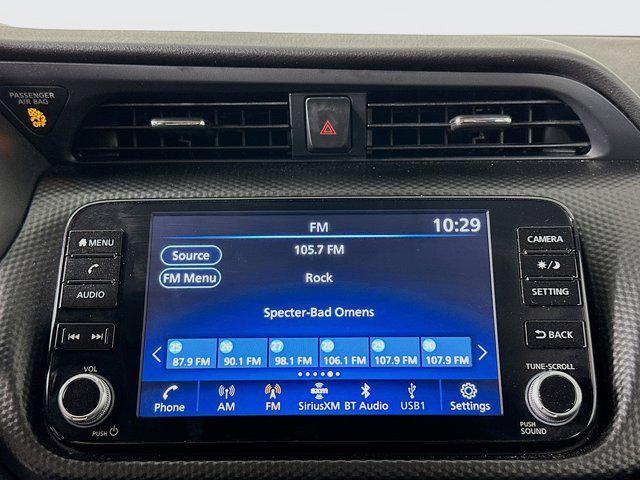 PASSENGER
AIR BAG
MENU
AUDIO
VOL
PUSH
FM
10:29
105.7 FM
Source
FM Menu
Rock
Specter-Bad Omens
25 26 27 28 29 30
87.9 FM 90.1 FM 98.1 FM 106.1 FM 107.9 FM 107.9 FM
Phone AM FM SiriusXM BT Audio USB1 Settings
CAMERA
SETTING
BACK
TUNE-SCROLL
PUSH
SOUND